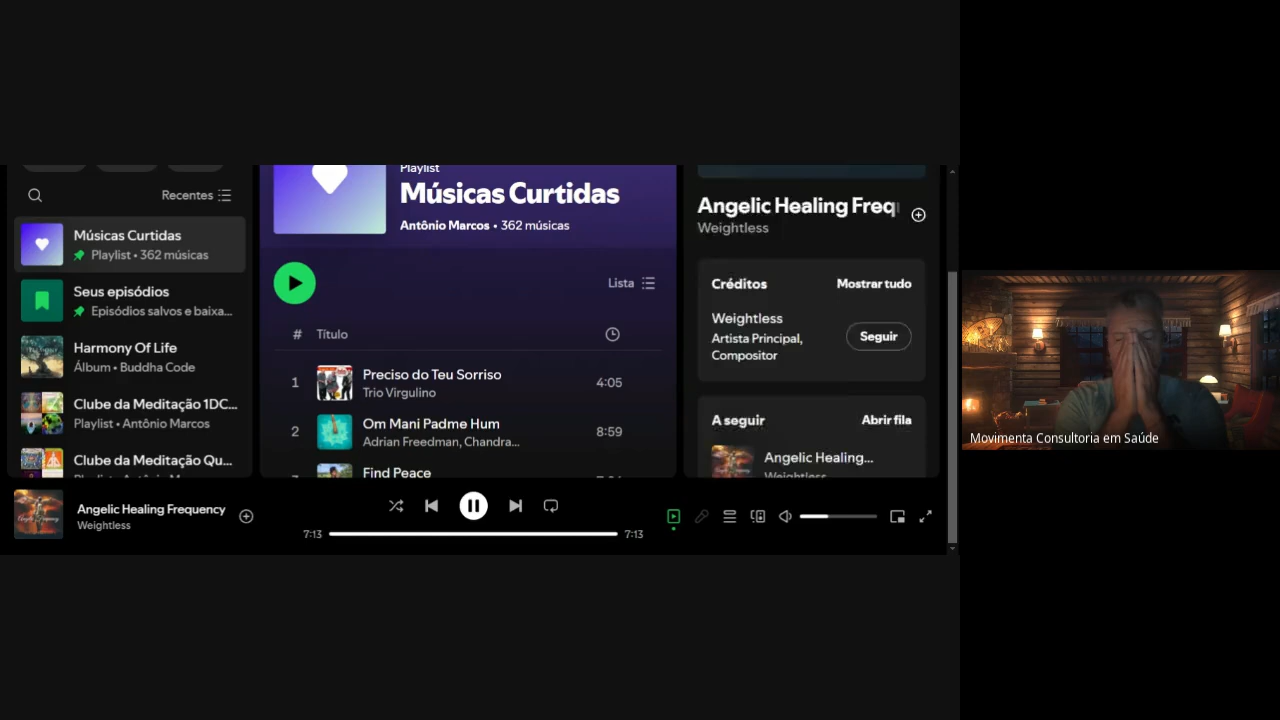 Recentes
Músicas Curtidas
Playlist • 362 músicas
Seus episódios
Episódios salvos e baixa...
Harmony Of Life
Álbum • Buddha Code
Clube da Meditação 1DC...
Playlist • Antônio Marcos
Clube da Meditação Qu...
Playlist
Músicas Curtidas
Antônio Marcos • 362 músicas
Lista
# Título
1 Preciso do Teu Sorriso 4:05
Trio Virgulino
2 Om Mani Padme Hum 8:59
Adrian Freedman, Chandra...
Find Peace
Angelic Healing Freq
Weightless
Créditos Mostrar tudo
Weightless
Artista Principal,
Compositor
Seguir
A seguir Abrir fila
Angelic Healing...
Weightless
Angelic Healing Frequency
Weightless
7:13 7:13
Movimenta Consultoria em Saúde